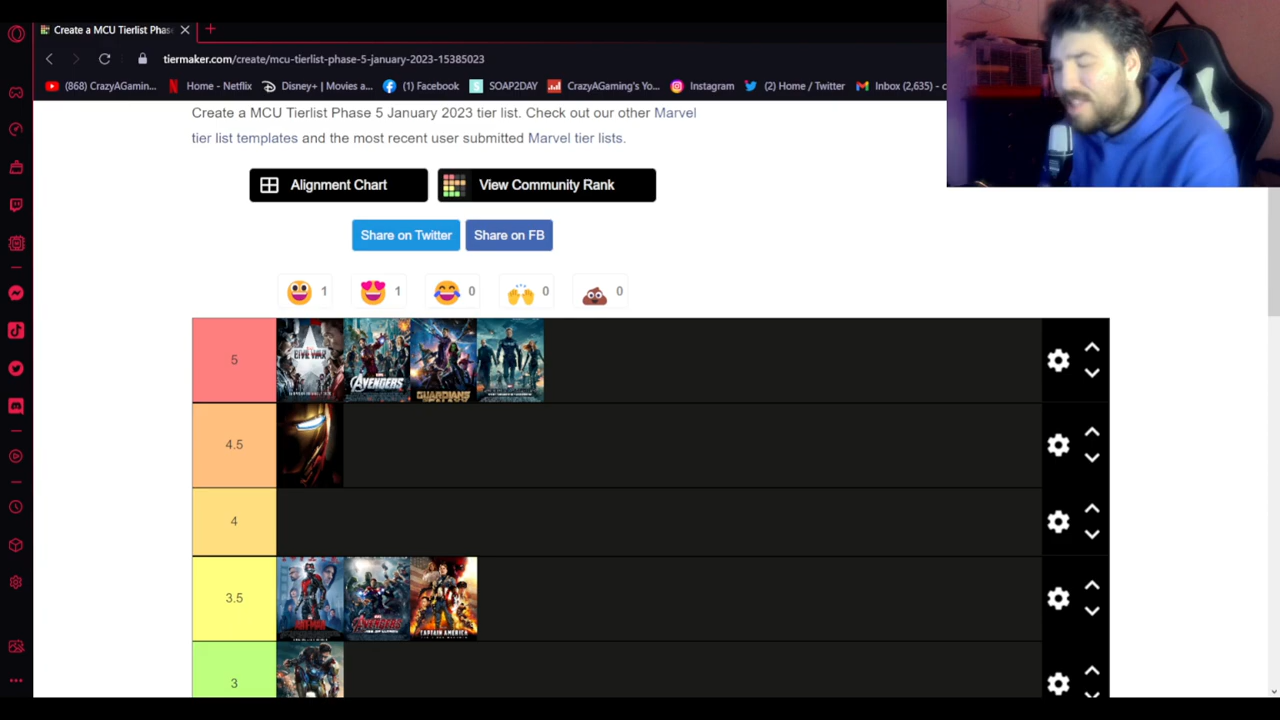 Create a MCU Tierlist Phas
tiermaker.com/create/mcu-tierlist-phase-5-january-2023-15385023
(868) CrazyAGamin... Home - Netflix Disney+ | Movies a... (1) Facebook SOAP2DAY CrazyAGaming's Yo... Instagram (2) Home / Twitter Inbox (2,635) - c
Create a MCU Tierlist Phase 5 January 2023 tier list. Check out our other Marvel
tier list templates and the most recent user submitted Marvel tier lists.
Alignment Chart View Community Rank
Share on Twitter Share on FB
1 1 0 0 0
5
CIVIL WAR
AVENGERS
GUARDIANS
4.5
4
3.5
ANT-MAN
AVENGERS
CAPTAIN AMERICA
3